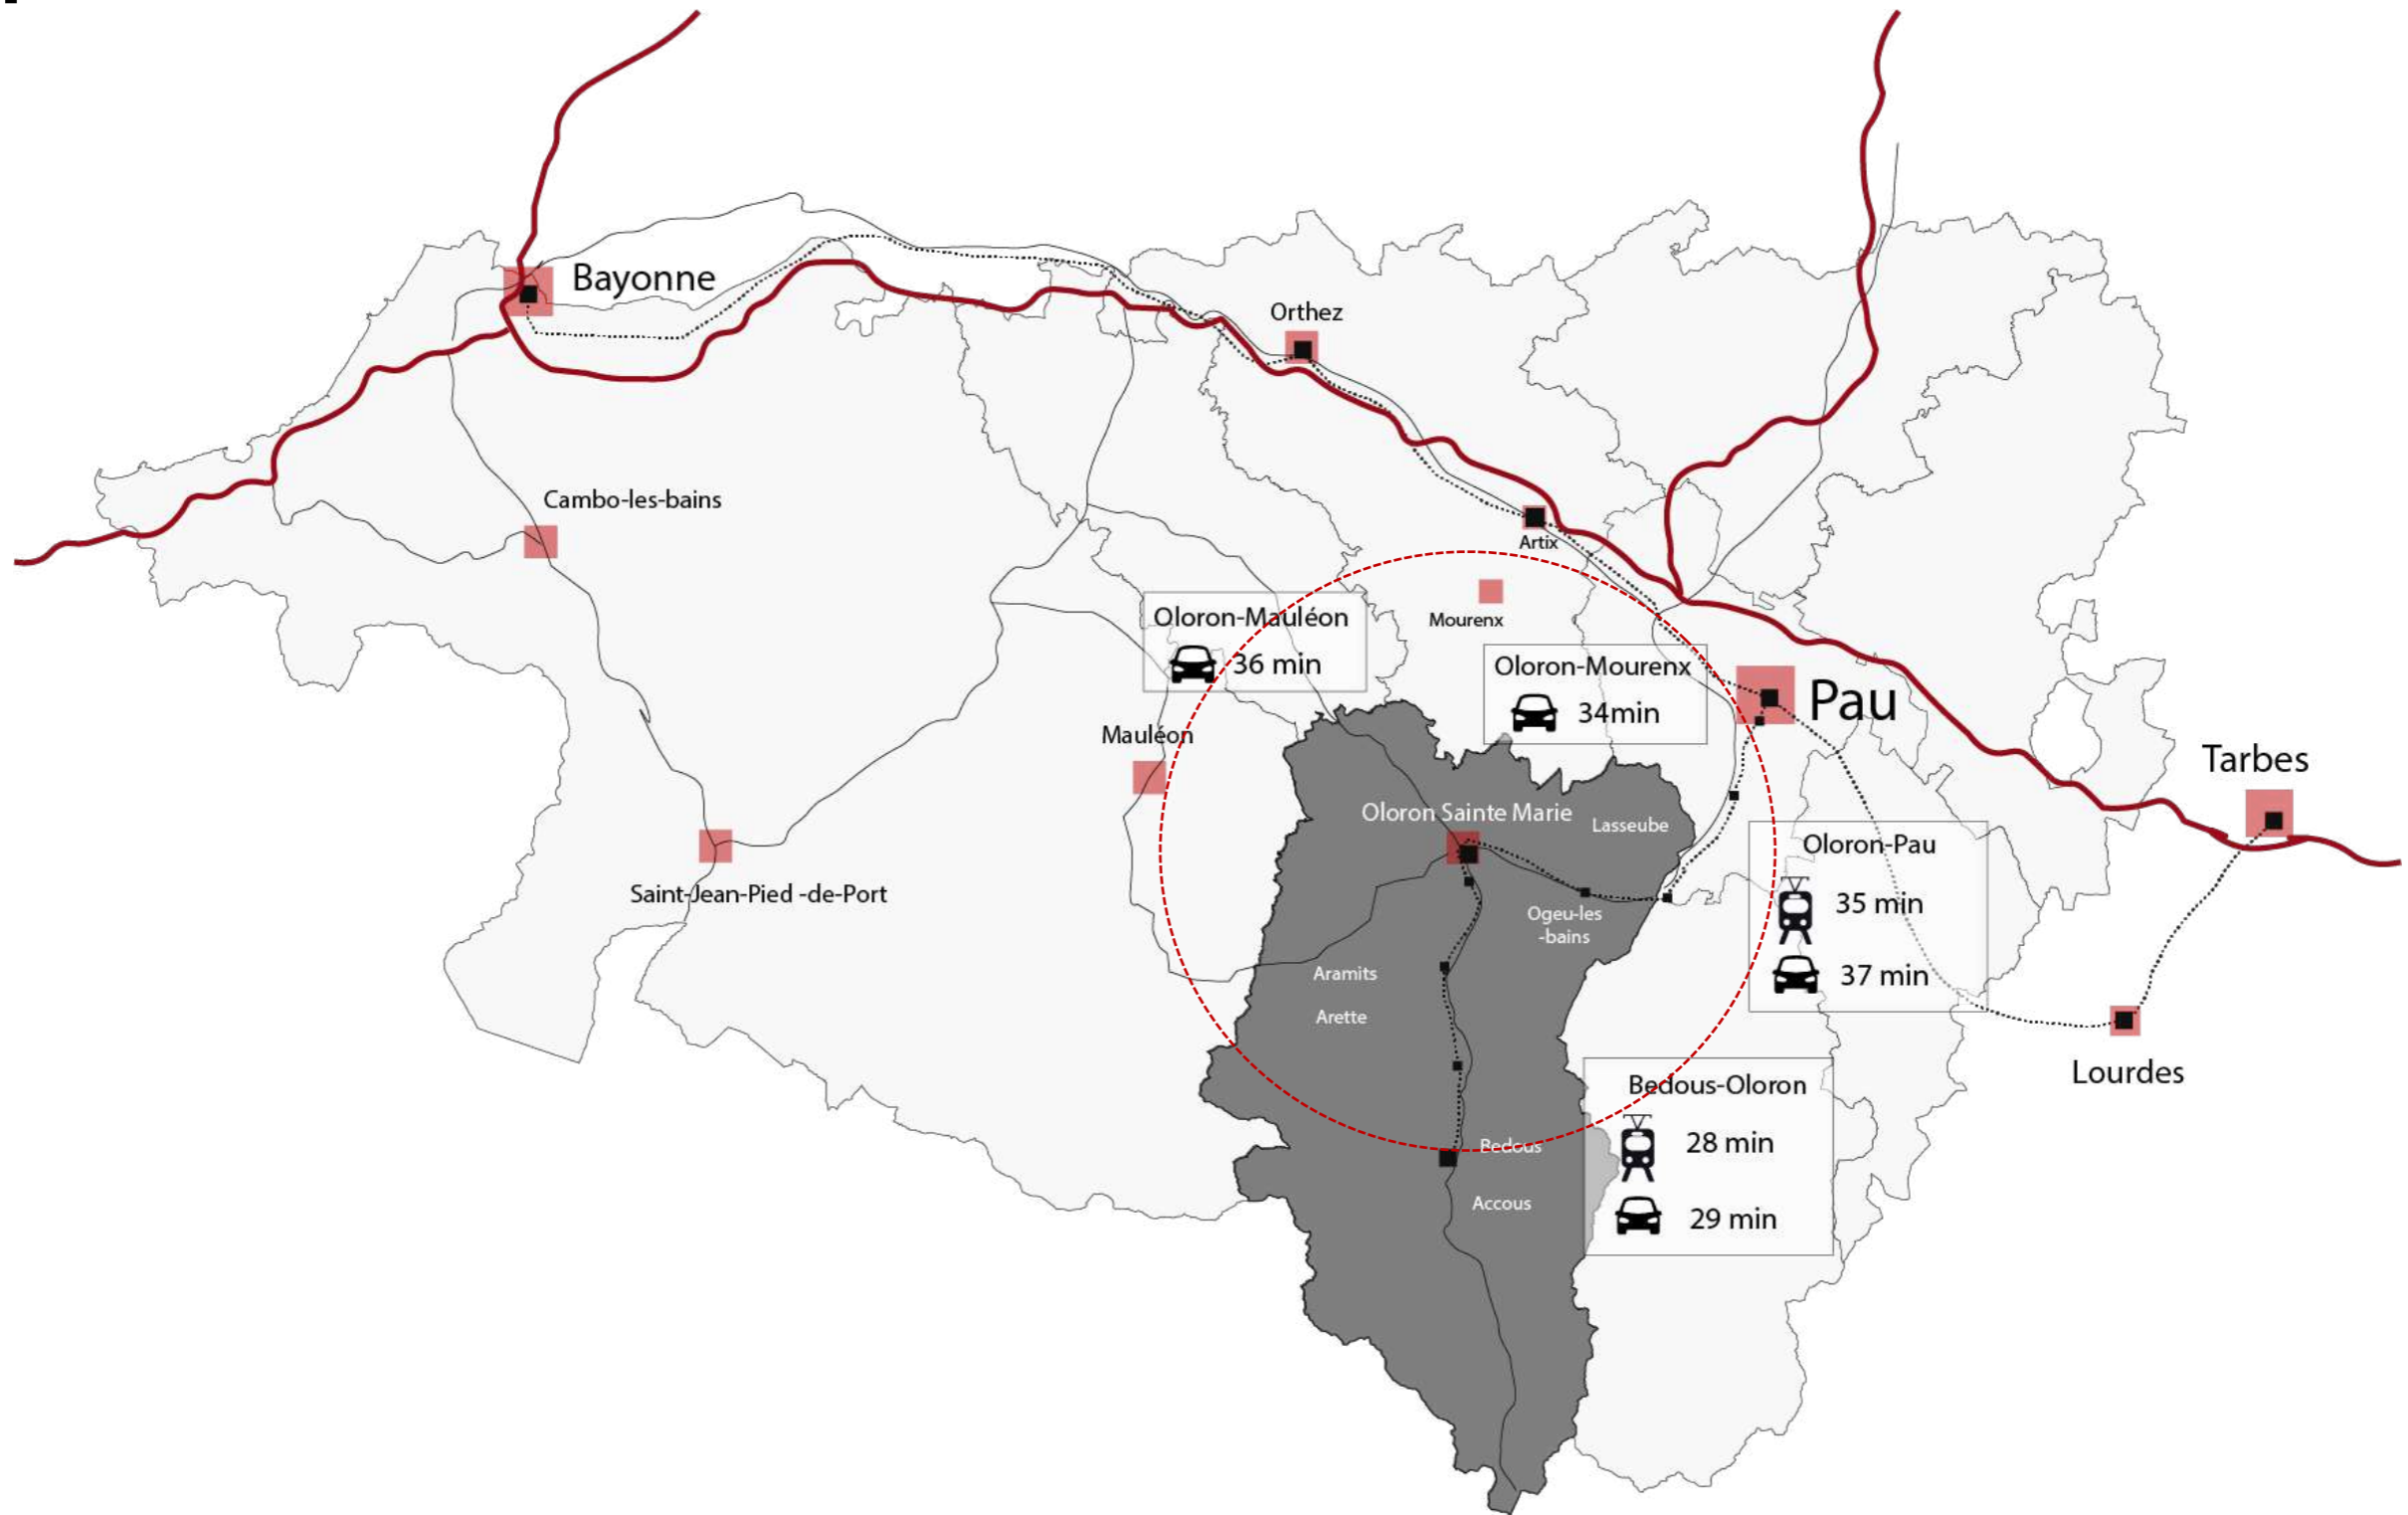 Bayonne
Orthez
Cambo-les-bains
Artix
Oloron-Mauléon
36 min
Mourenx
Oloron-Mourenx
34min
Pau
Mauléon
Tarbes
Oloron Sainte Marie
Lasseube
Oloron-Pau
35 min
37 min
Saint-Jean-Pied -de-Port
Ogeu-les
-bains
Aramits
Arette
Lourdes
Bedous-Oloron
28 min
29 min
Bedous
Accous